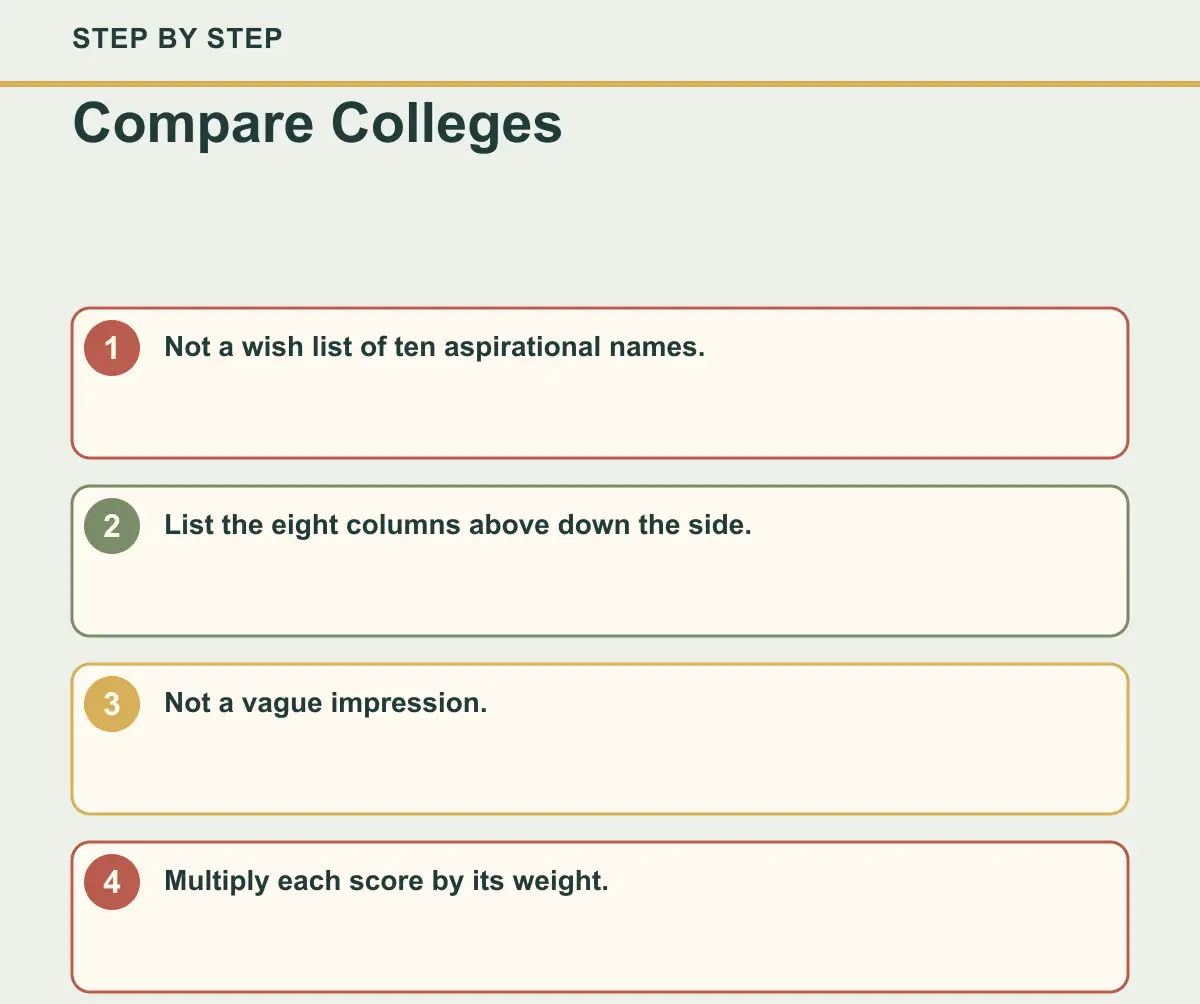 STEP BY STEP
Compare Colleges
1 Not a wish list of ten aspirational names.
2 List the eight columns above down the side.
3 Not a vague impression.
4 Multiply each score by its weight.